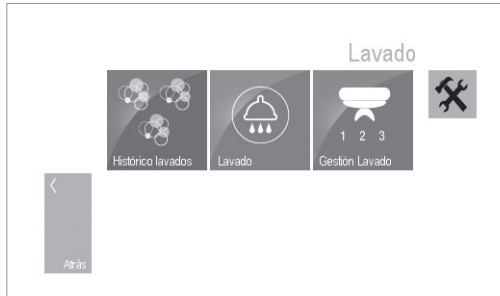 Lavado
1 2 3
Histórico lavados
Lavado
Gestión Lavado
Atrás